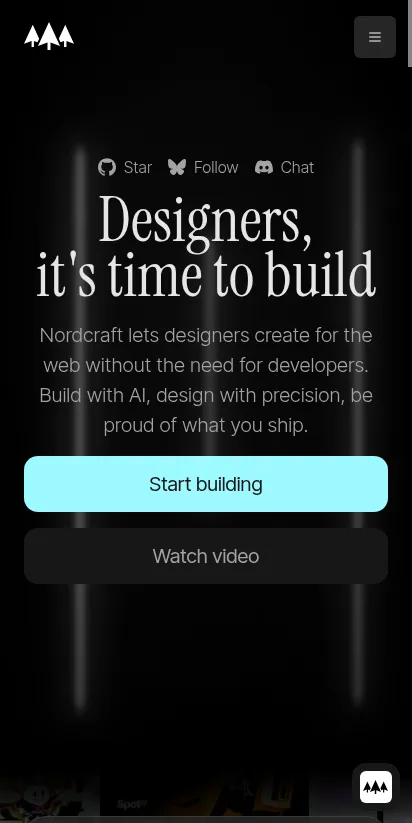 Star Follow Chat
Designers,
it's time to build
Nordcraft lets designers create for the
web without the need for developers.
Build with AI, design with precision, be
proud of what you ship.
Start building
Watch video